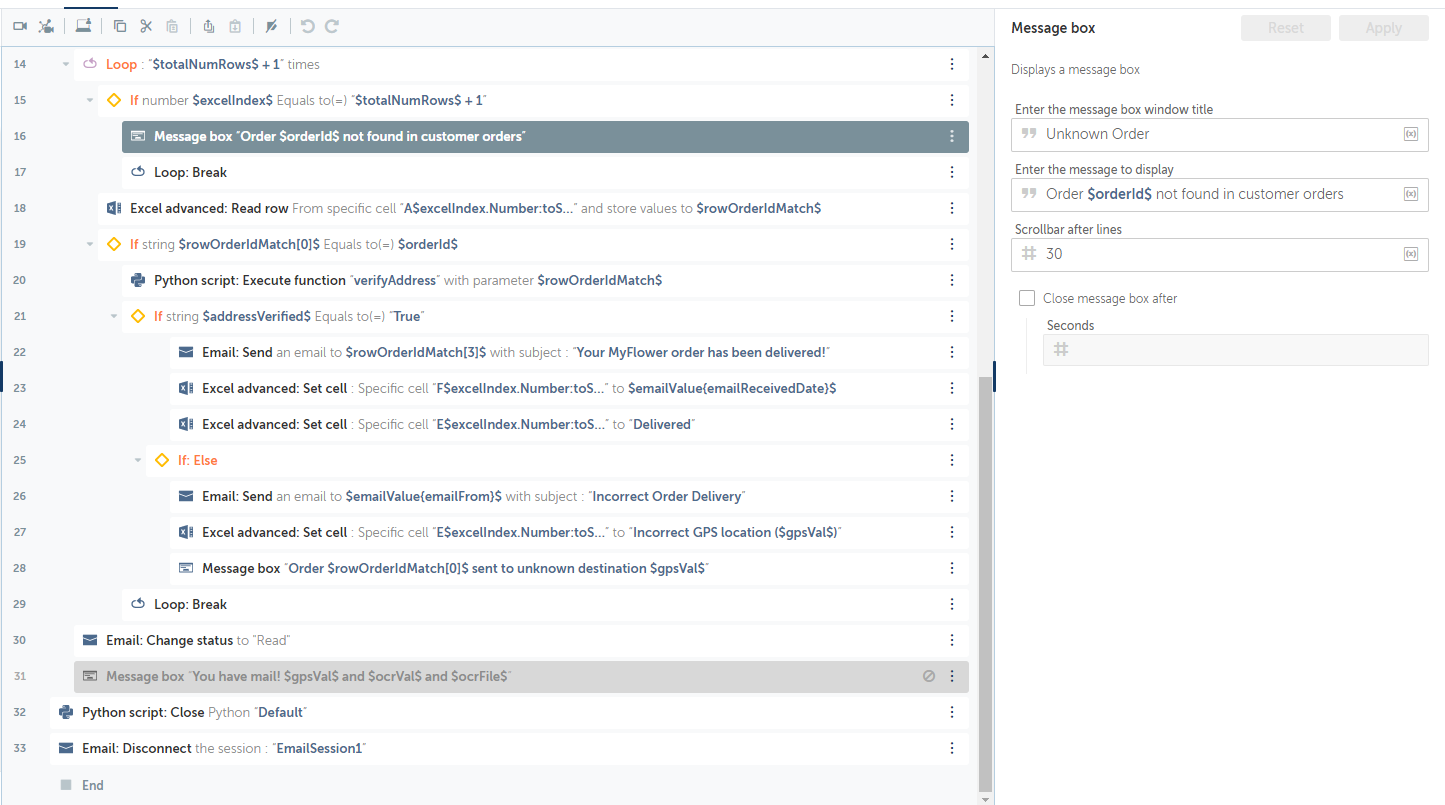 14 Loop : "$totalNumRows$ + 1" times
15 If number $excelIndex$ Equals to(=) "$totalNumRows$ + 1"
16 Message box "Order $orderId$ not found in customer orders"
17 Loop: Break
18 Excel advanced: Read row From specific cell "A$excelIndex.Number:toS..." and store values to $rowOrderIdMatch$
19 If string $rowOrderIdMatch[0]$ Equals to(=) $orderId$
20 Python script: Execute function "verifyAddress" with parameter $rowOrderIdMatch$
21 If string $addressVerified$ Equals to(=) "True"
22 Email: Send an email to $rowOrderIdMatch[3]$ with subject : "Your MyFlower order has been delivered!"
23 Excel advanced: Set cell : Specific cell "F$excelIndex.Number:toS..." to $emailValue{emailReceivedDate}$
24 Excel advanced: Set cell : Specific cell "E$excelIndex.Number:toS..." to "Delivered"
25 If: Else
26 Email: Send an email to $emailValue{emailFrom}$ with subject : "Incorrect Order Delivery"
27 Excel advanced: Set cell : Specific cell "E$excelIndex.Number:toS..." to "Incorrect GPS location ($gpsVal$)"
28 Message box "Order $rowOrderIdMatch[0]$ sent to unknown destination $gpsVal$"
29 Loop: Break
30 Email: Change status to "Read"
31 Message box "You have mail! $gpsVal$ and $ocrVal$ and $ocrFile$"
32 Python script: Close Python "Default"
33 Email: Disconnect the session : "EmailSession1"
End
Message box Reset Apply
Displays a message box
Enter the message box window title
Unknown Order (x)
Enter the message to display
Order $orderId$ not found in customer orders (x)
Scrollbar after lines
# 30 (x)
Close message box after
Seconds
#